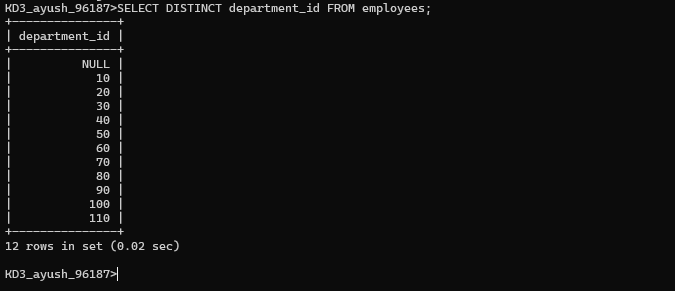 KD3_ayush_96187>SELECT DISTINCT department_id FROM employees;
+---------------+
| department_id |
+---------------+
|          NULL |
|            10 |
|            20 |
|            30 |
|            40 |
|            50 |
|            60 |
|            70 |
|            80 |
|            90 |
|           100 |
|           110 |
+---------------+
12 rows in set (0.02 sec)
KD3_ayush_96187>